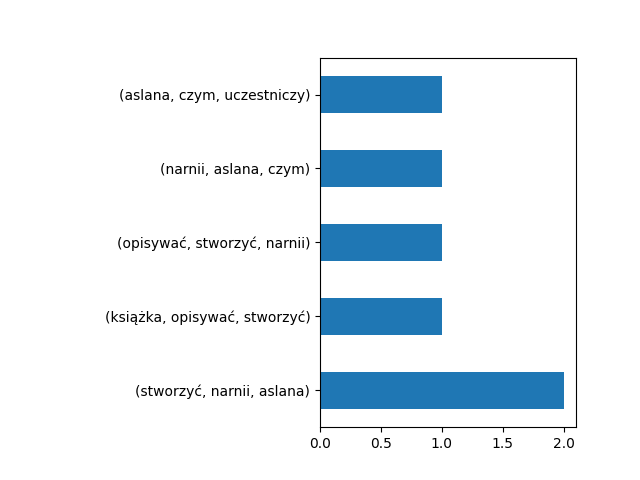 (aslana, czym, uczestniczy)
(narnii, aslana, czym)
(opisywać, stworzyć, narnii)
(książka, opisywać, stworzyć)
(stworzyć, narnii, aslana)
0.0 0.5 1.0 1.5 2.0